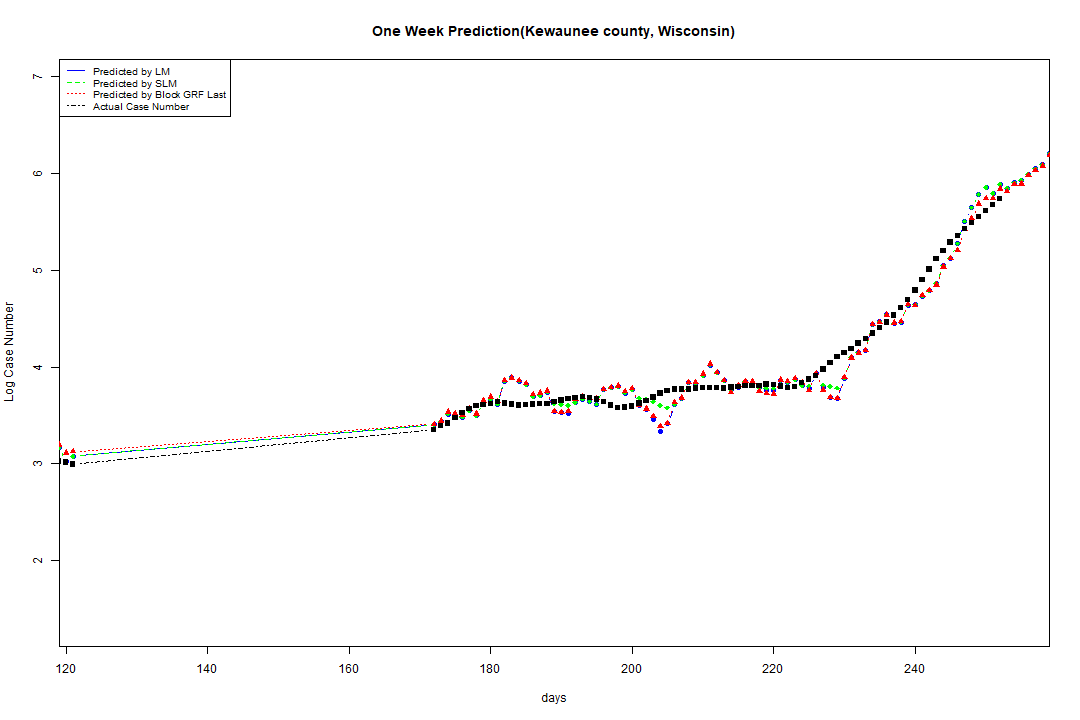 One Week Prediction(Kewaunee county, Wisconsin)
Predicted by LM
Predicted by SLM
Predicted by Block GRF Last
Actual Case Number
7
6
5
4
3
2
Log Case Number
120 140 160 180 200 220 240
days